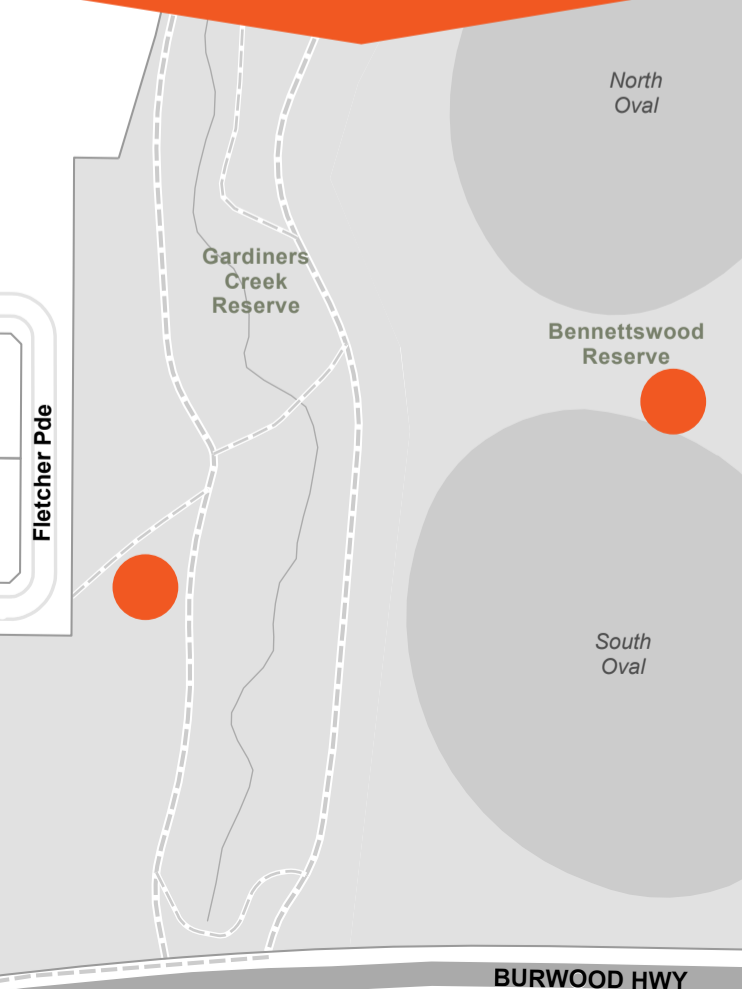 North
Oval
Gardiners
Creek
Reserve
Bennettswood
Reserve
Fletcher Pde
South
Oval
BURWOOD HWY